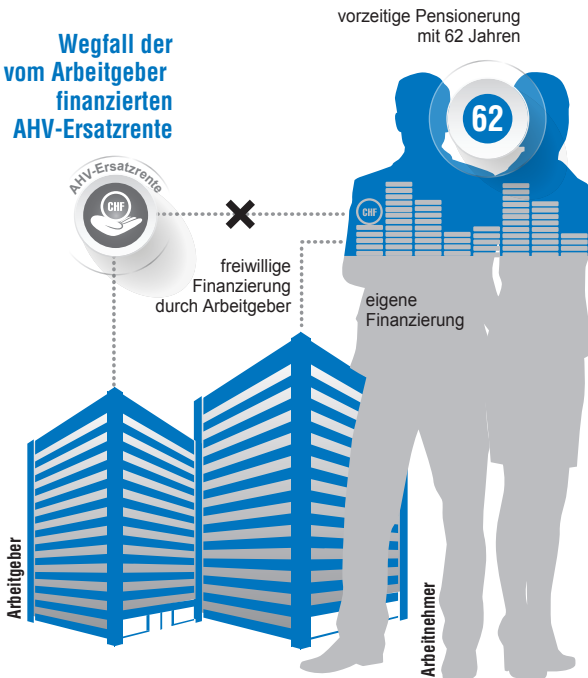 vorzeitige Pensionierung
mit 62 Jahren
Wegfall der
vom Arbeitgeber
finanzierten
AHV-Ersatzrente
62
AHV-Ersatzrente
CHF
CHF
freiwillige
Finanzierung
durch Arbeitgeber
eigene
Finanzierung
Arbeitgeber
Arbeitnehmer